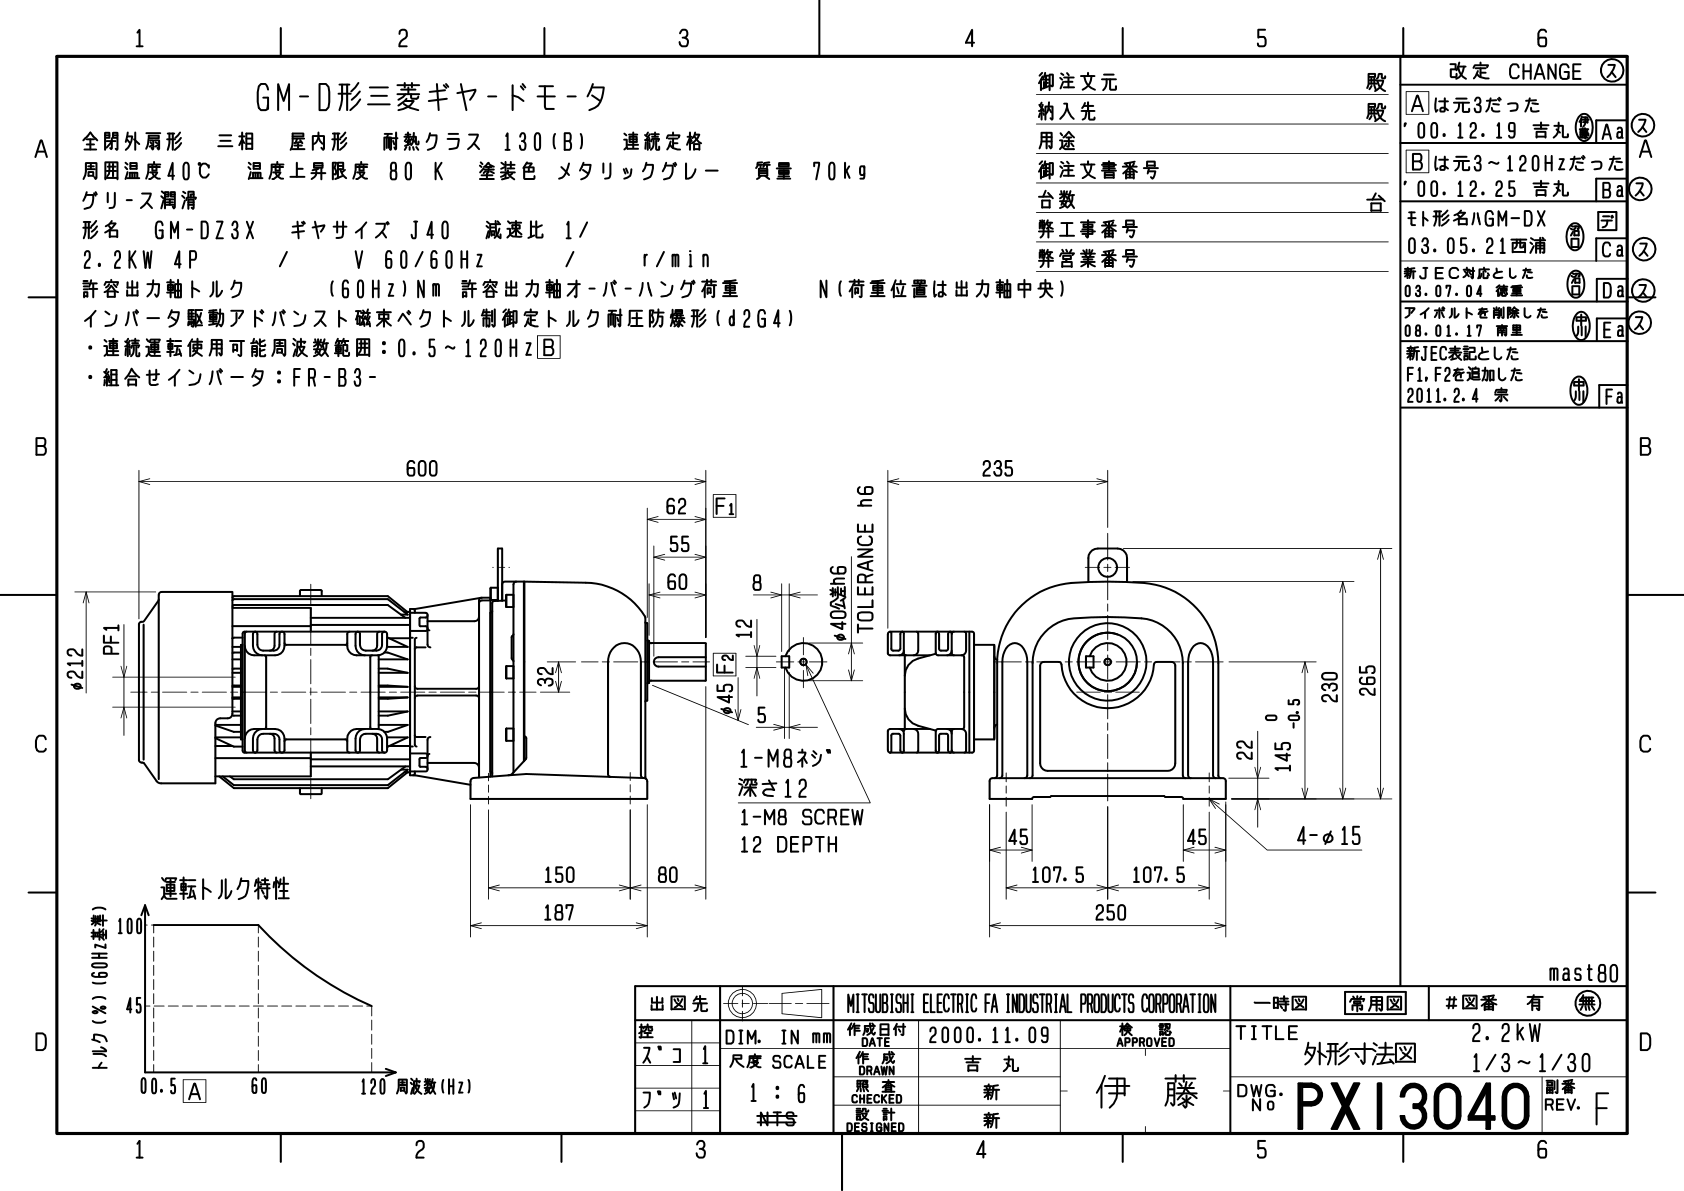 1 2 3 4 5 6
A
B
C
D
GM-D形三菱ギヤードモータ
全閉外扇形 三相 屋内形 耐熱クラス 130(B) 連続定格
周囲温度40℃ 温度上昇限度 80 K 塗装色 メタリックグレー 質量 70kg
グリース潤滑
形名 GM-DZ3X ギヤサイズ J40 減速比 1/
2.2KW 4P / V 60/60Hz / r/min
許容出力軸トルク (60Hz)Nm 許容出力軸オーバーハング荷重 N(荷重位置は出力軸中央)
インバータ駆動アドバンスト磁束ベクトル制御定トルク耐圧防爆形(d2G4)
・連続運転使用可能周波数範囲:0.5~120Hz B
・組合せインバータ:FR-B3-
御注文元 殿
納入先 殿
用途
御注文書番号
台数 台
弊工事番号
弊営業番号
改定 CHANGE ス
A は元3だった
'00.12.19 吉丸 伊藤 Aa ス
B は元3~120Hzだった
'00.12.25 吉丸 Ba ス
モト形名ハGM-DX デ
03.05.21西浦 Ca ス
新JEC対応とした
03.07.04 徳重 Da ス
アイボルトを削除した
08.01.17 南里 Ea ス
新JEC表記とした
F1,F2を追加した
2011.2.4 宗 Fa
A
B
C
D
600
62 F1
55
60
φ212
PF1
32
φ45 F2
8
12
5
φ40公差h6
TOLERANCE h6
1-M8ネジ
深さ12
1-M8 SCREW
12 DEPTH
150 80
187
235
265
230
0
145 -0.5
22
4-φ15
45 45
107.5 107.5
250
運転トルク特性
トルク(%)(60Hz基準)
100
45
0 0.5 A 60 120 周波数(Hz)
mast80
出図先
控
ズコ 1
ブツ 1
DIM. IN mm
尺度 SCALE
1 : 6
NTS
MITSUBISHI ELECTRIC FA INDUSTRIAL PRODUCTS CORPORATION
作成日付 DATE 2000.11.09
作成 DRAWN 吉丸
照査 CHECKED 新
設計 DESIGNED 新
検認 APPROVED
伊藤
一時図 常用図 #図番 有 無
TITLE 2.2kW
外形寸法図 1/3~1/30
DWG. No PX13040
副番 REV. F
1 2 3 4 5 6